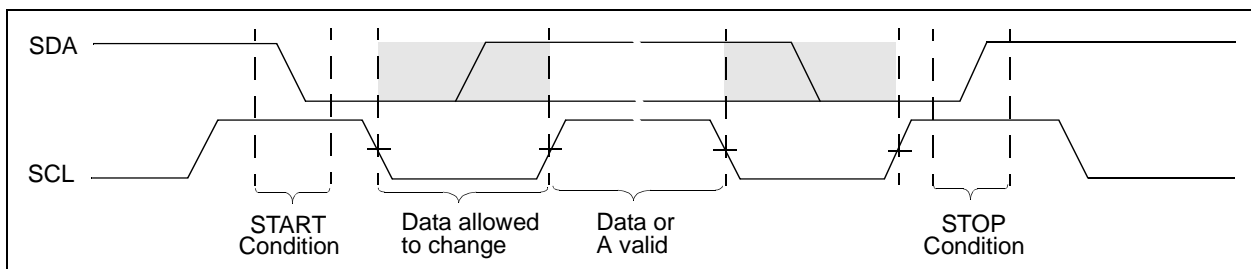 SDA
SCL
START
Condition
Data allowed
to change
Data or
A valid
STOP
Condition